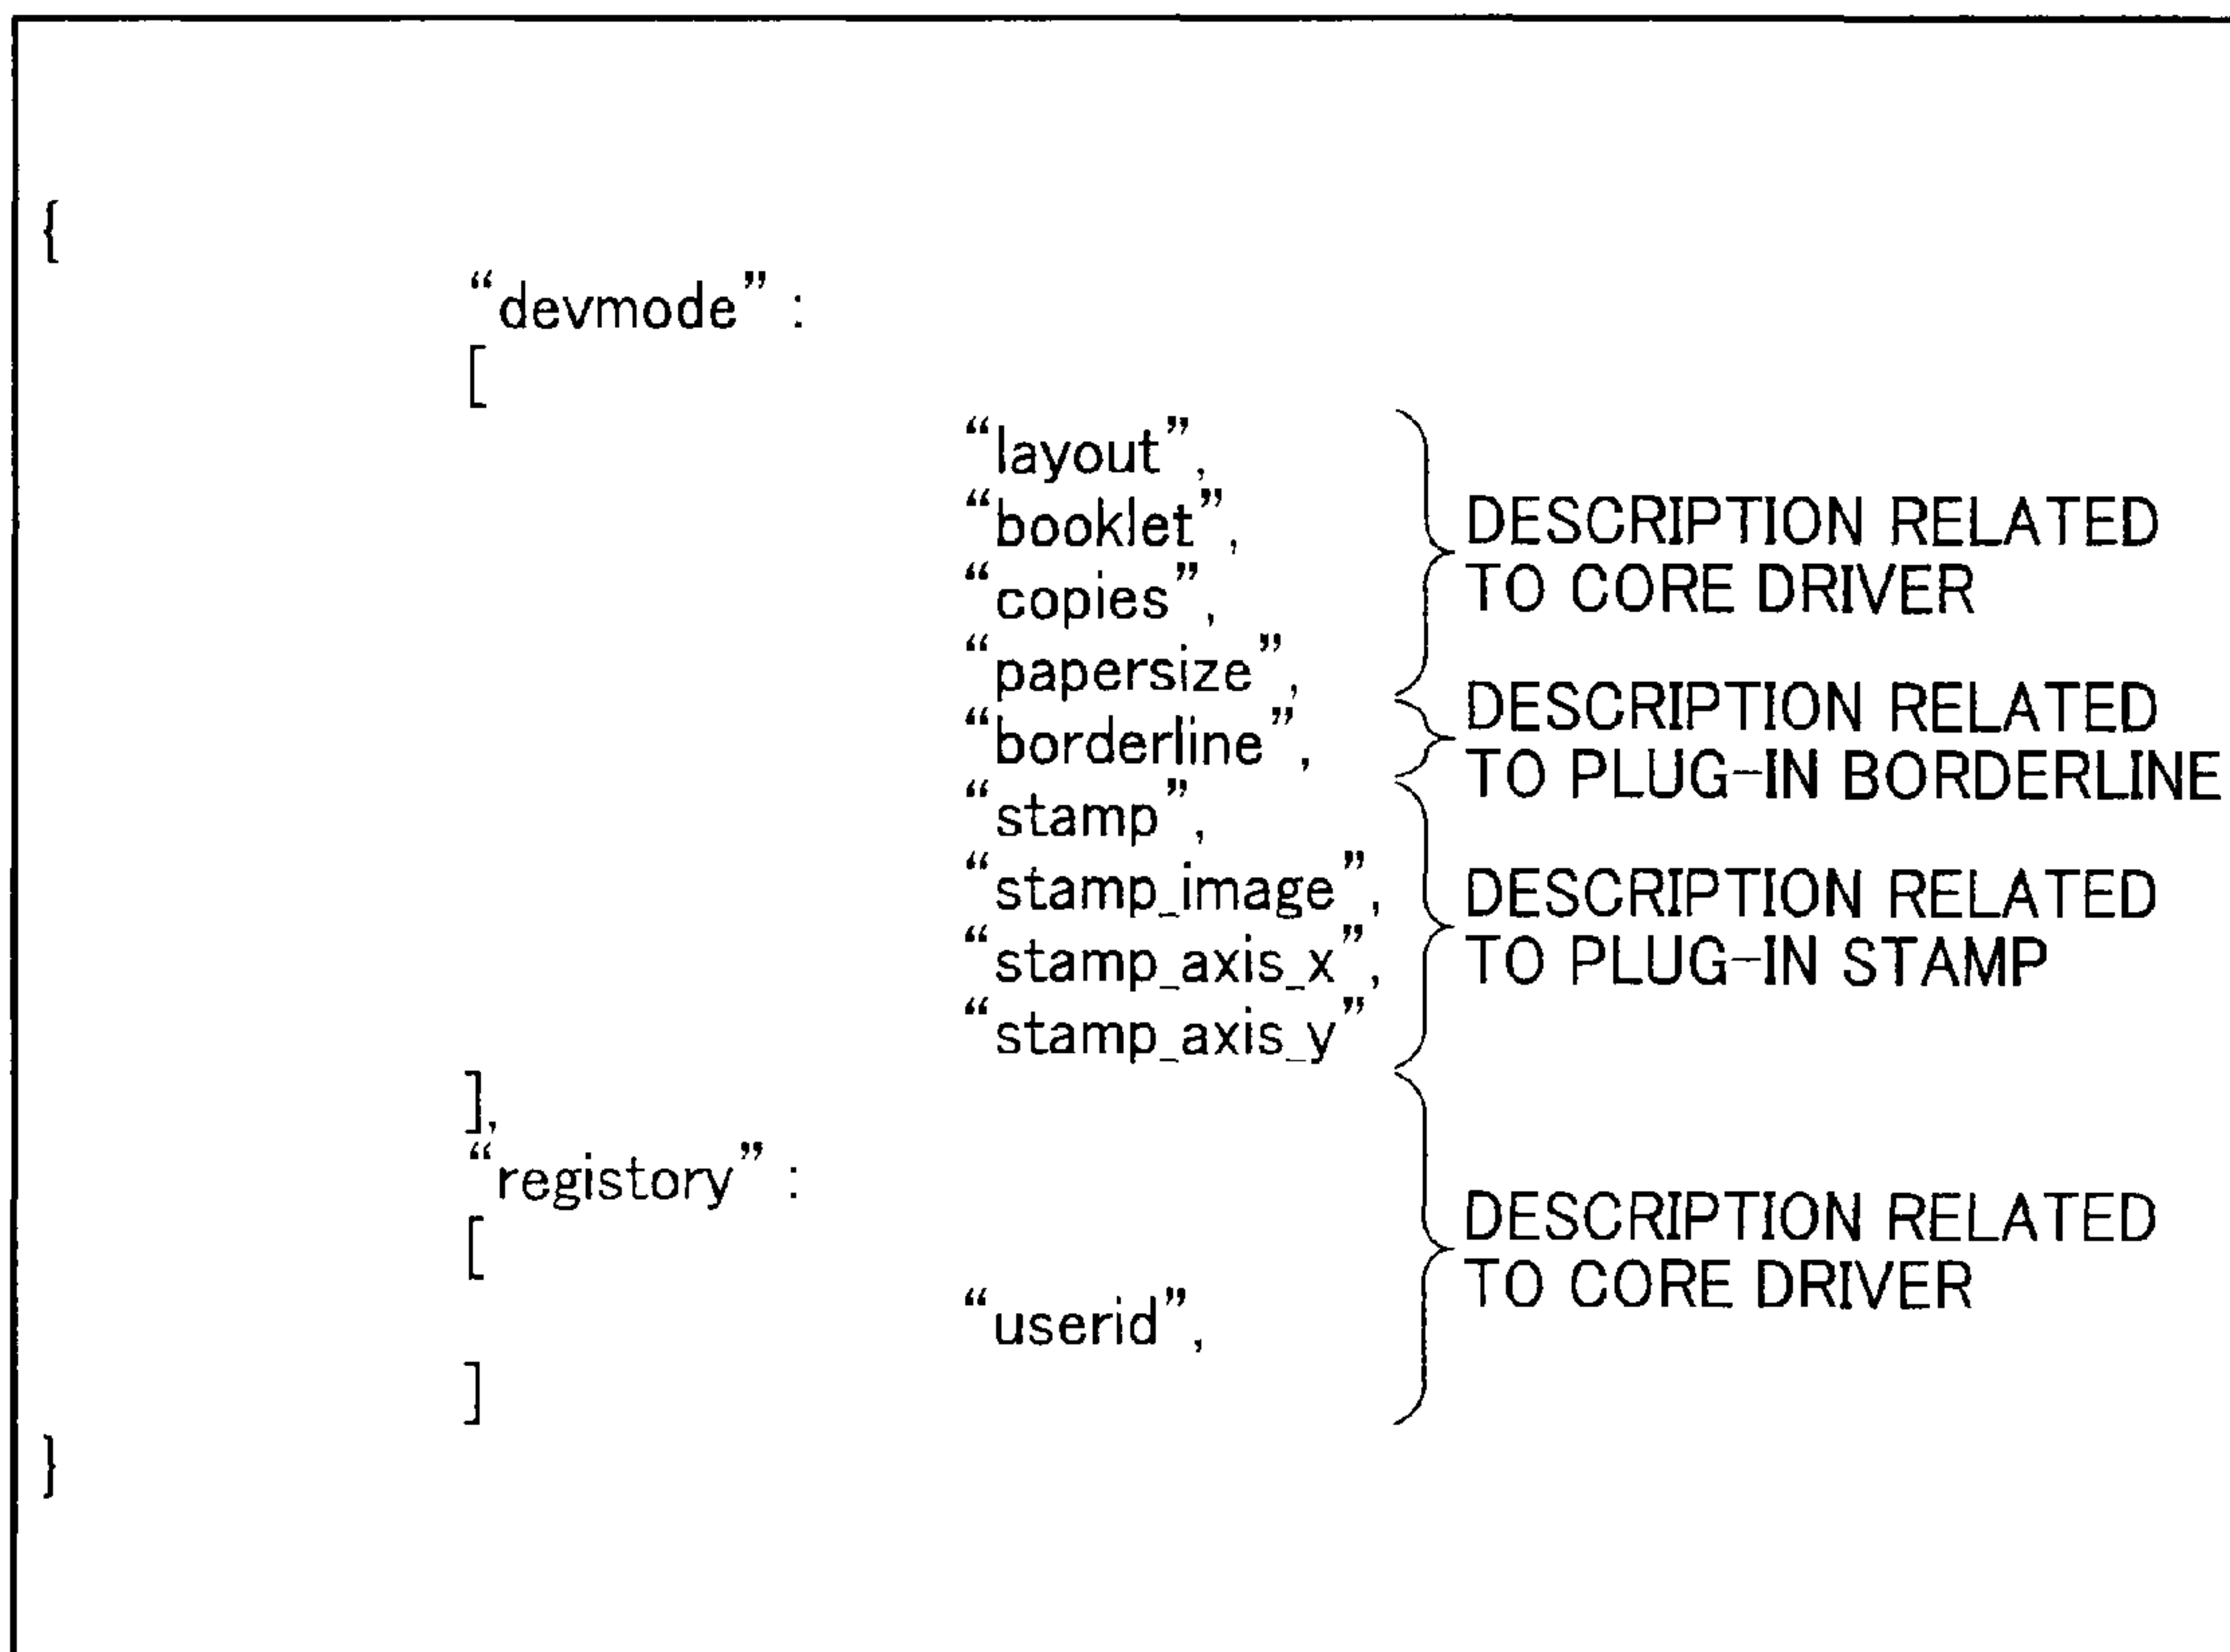 {
“devmode” :
[
“layout”,
“booklet”,
“copies”,
“papersize”,
“borderline”,
“stamp”,
“stamp_image”,
“stamp_axis_x”,
“stamp_axis_y”
],
“registory” :
[
“userid”,
]
}
DESCRIPTION RELATED
TO CORE DRIVER
DESCRIPTION RELATED
TO PLUG-IN BORDERLINE
DESCRIPTION RELATED
TO PLUG-IN STAMP
DESCRIPTION RELATED
TO CORE DRIVER